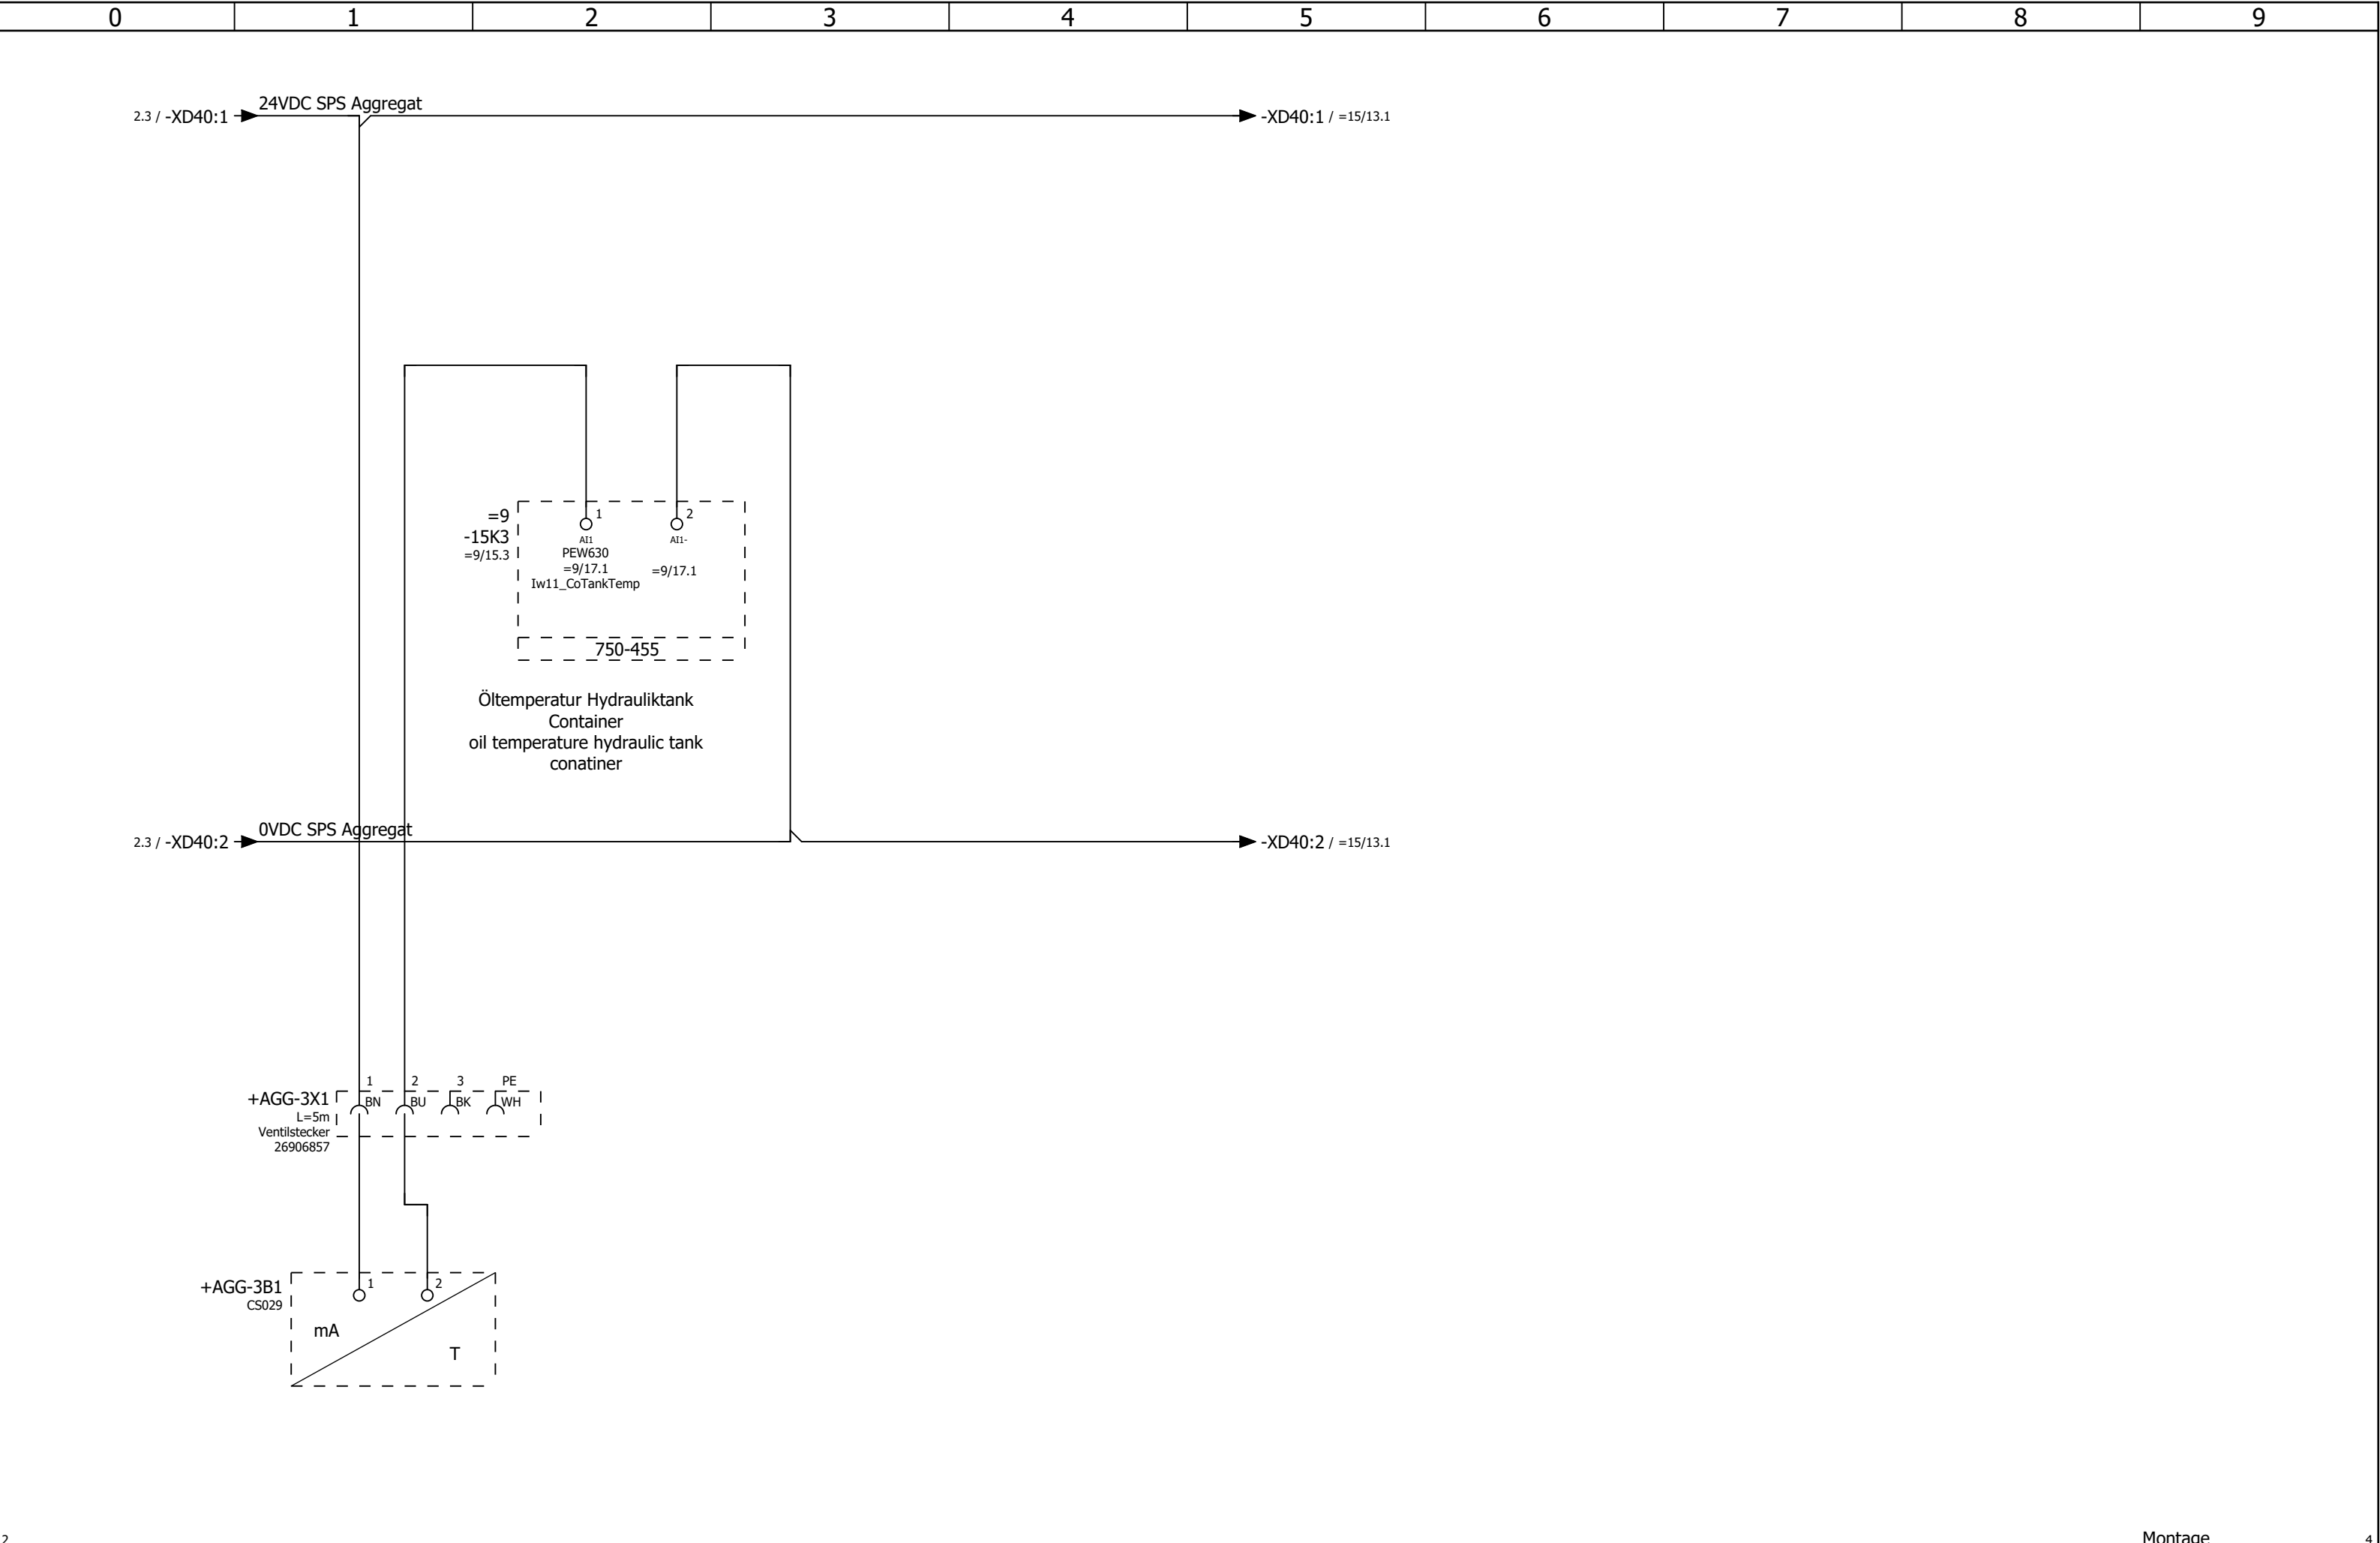 0 1 2 3 4 5 6 7 8 9
24VDC SPS Aggregat
2.3 / -XD40:1
-XD40:1 / =15/13.1
=9
-15K3
=9/15.3
1 2
AI1 AI1-
PEW630
=9/17.1 =9/17.1
Iw11_CoTankTemp
750-455
Öltemperatur Hydrauliktank
Container
oil temperature hydraulic tank
conatiner
0VDC SPS Aggregat
2.3 / -XD40:2
-XD40:2 / =15/13.1
1 2 3 PE
+AGG-3X1
BN BU BK WH
L=5m
Ventilstecker
26906857
+AGG-3B1
1 2
CS029
mA
T
2
Montage
4